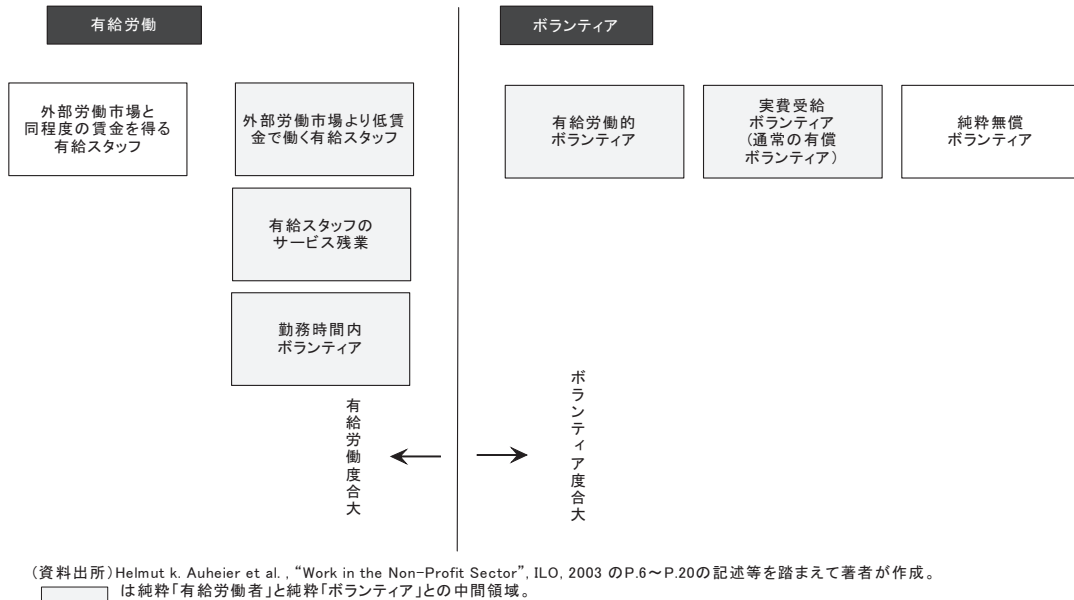 有給労働
ボランティア
外部労働市場と
同程度の賃金を得る
有給スタッフ
外部労働市場より低賃
金で働く有給スタッフ
有給労働的
ボランティア
実費受給
ボランティア
(通常の有償
ボランティア)
純粋無償
ボランティア
有給スタッフの
サービス残業
勤務時間内
ボランティア
有給労働度合大
ボランティア度合大
(資料出所)Helmut k. Auheier et al. , “Work in the Non-Profit Sector”, ILO, 2003 のP.6~P.20の記述等を踏まえて著者が作成。
は純粋「有給労働者」と純粋「ボランティア」との中間領域。